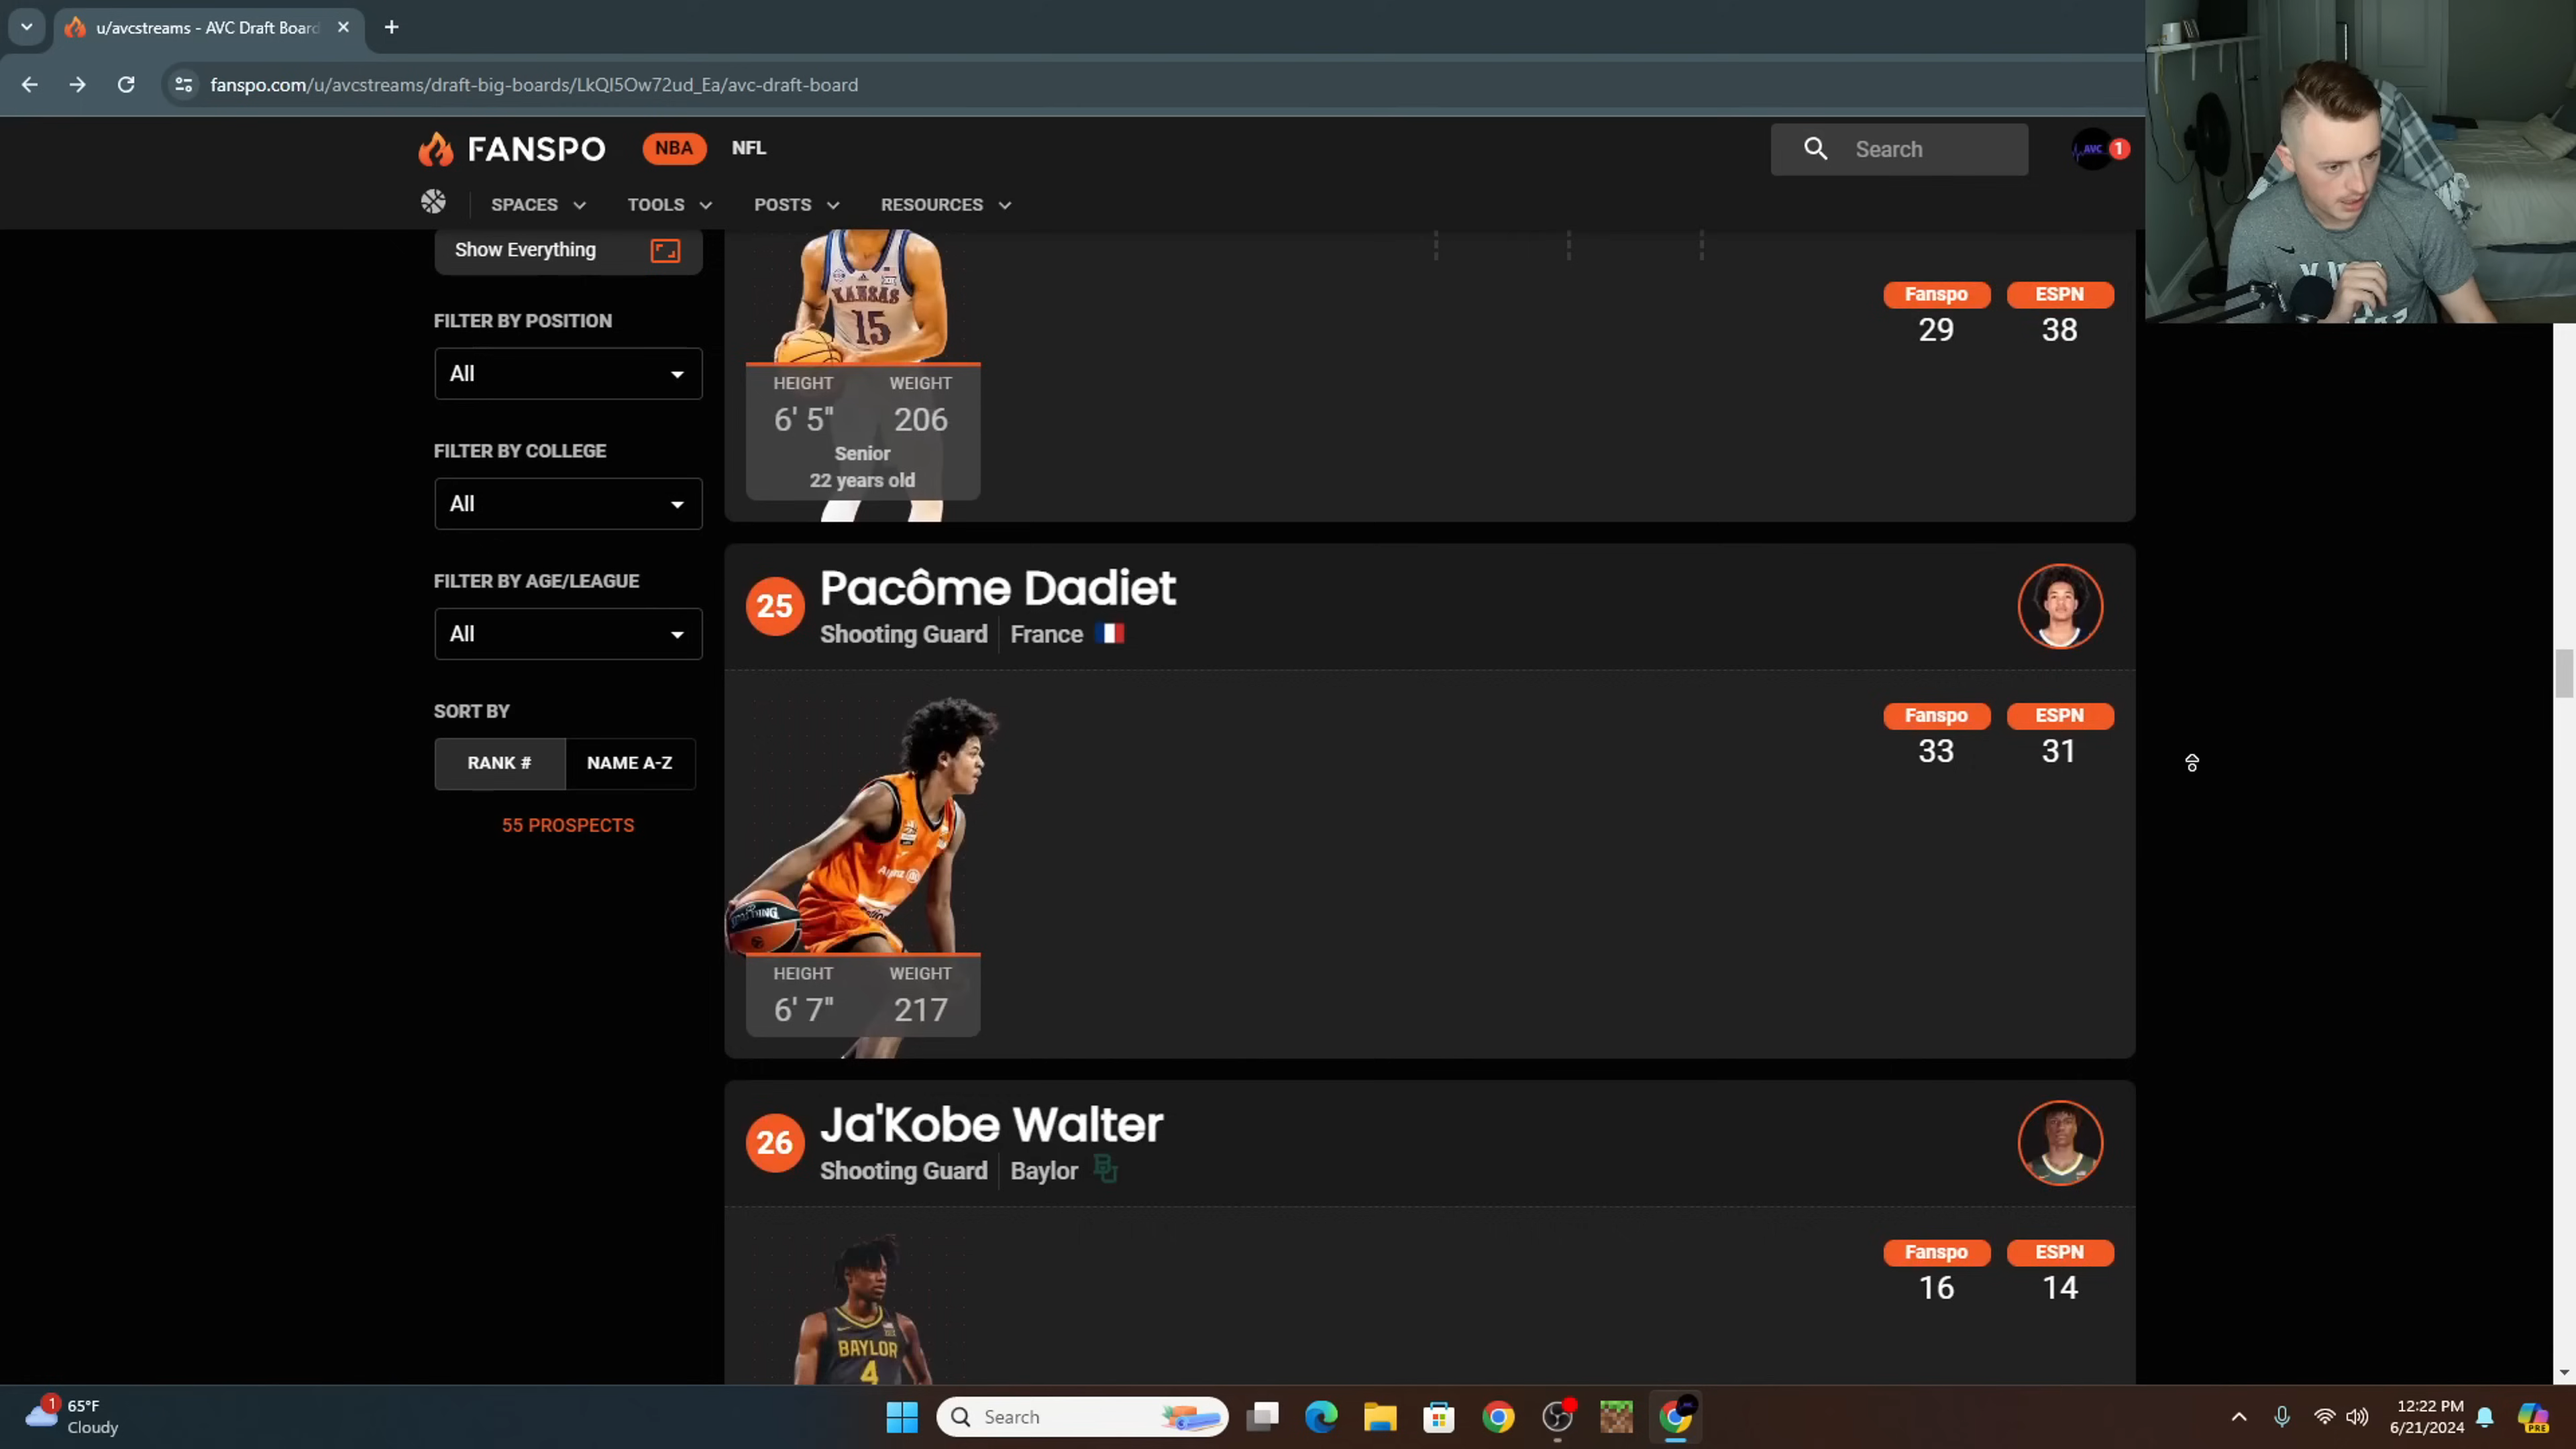 u/avcstreams - AVC Draft Board
fanspo.com/u/avcstreams/draft-big-boards/LkQI5Ow72ud_Ea/avc-draft-board
FANSPO NBA NFL
Search
AVC 1
SPACES TOOLS POSTS RESOURCES
Show Everything
FILTER BY POSITION
All
FILTER BY COLLEGE
All
FILTER BY AGE/LEAGUE
All
SORT BY
RANK # NAME A-Z
55 PROSPECTS
KANSAS
15
Fanspo ESPN
29 38
HEIGHT WEIGHT
6' 5" 206
Senior
22 years old
25 Pacôme Dadiet
Shooting Guard France
Fanspo ESPN
33 31
HEIGHT WEIGHT
6' 7" 217
26 Ja'Kobe Walter
Shooting Guard Baylor
Fanspo ESPN
16 14
BAYLOR
4
1
65°F
Cloudy
Search
12:22 PM
6/21/2024
PRE